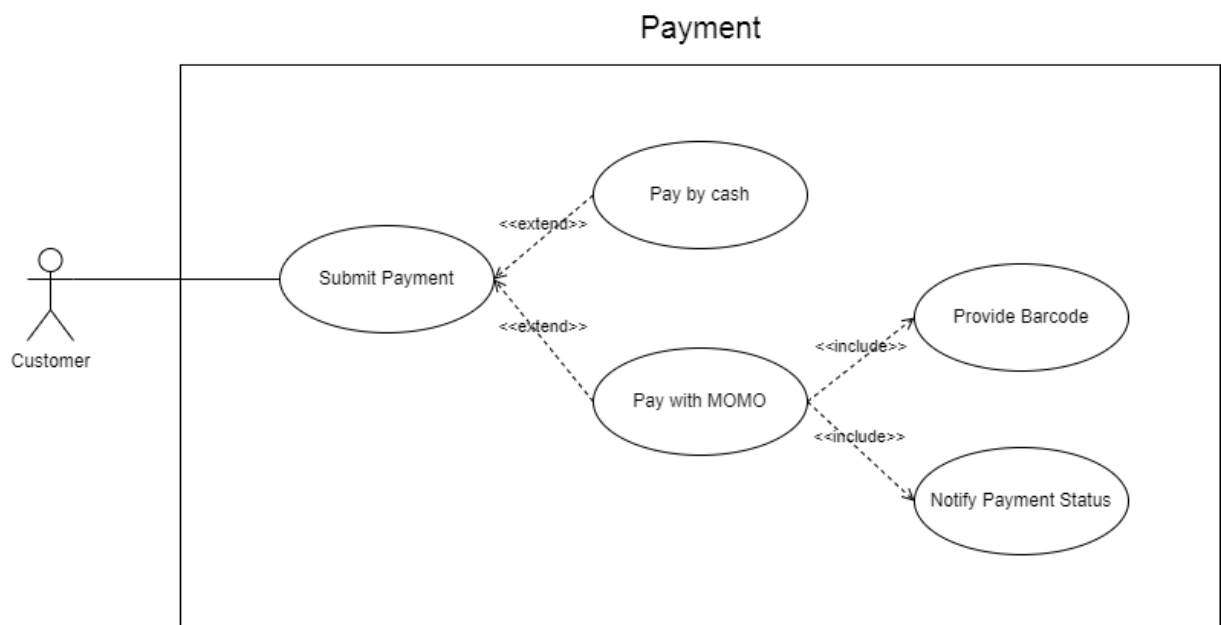 Payment
Pay by cash
<<extend>>
Submit Payment
Customer
<<extend>>
Provide Barcode
<<include>>
Pay with MOMO
<<include>>
Notify Payment Status